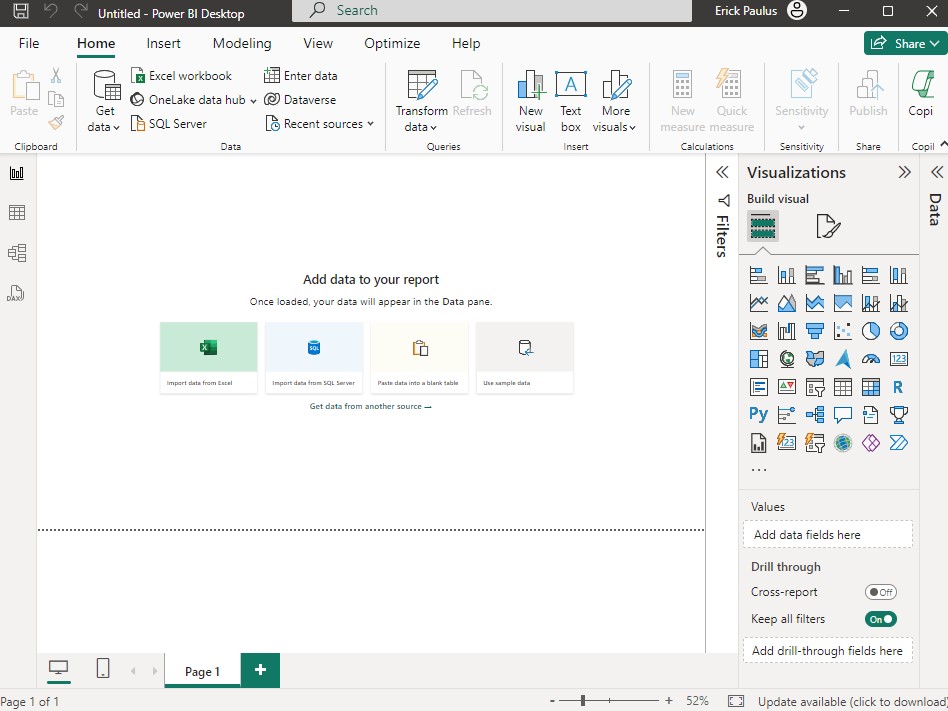 Untitled - Power BI Desktop
Search
Erick Paulus
File Home Insert Modeling View Optimize Help
Share
Paste
Get data
Excel workbook
OneLake data hub
SQL Server
Enter data
Dataverse
Recent sources
Transform data
Refresh
New visual
Text box
More visuals
New measure
Quick measure
Sensitivity
Publish
Copi
Clipboard
Data
Queries
Insert
Calculations
Sensitivity
Share
Copil
DAX
Add data to your report
Once loaded, your data will appear in the Data pane.
SQL
Import data from Excel
Import data from SQL Server
Paste data into a blank table
Use sample data
Get data from another source →
Filters
Visualizations
Build visual
123
R
Py
123
...
Values
Add data fields here
Drill through
Cross-report
Off
Keep all filters
On
Add drill-through fields here
Data
Page 1
+
Page 1 of 1
- + 52%
Update available (click to download